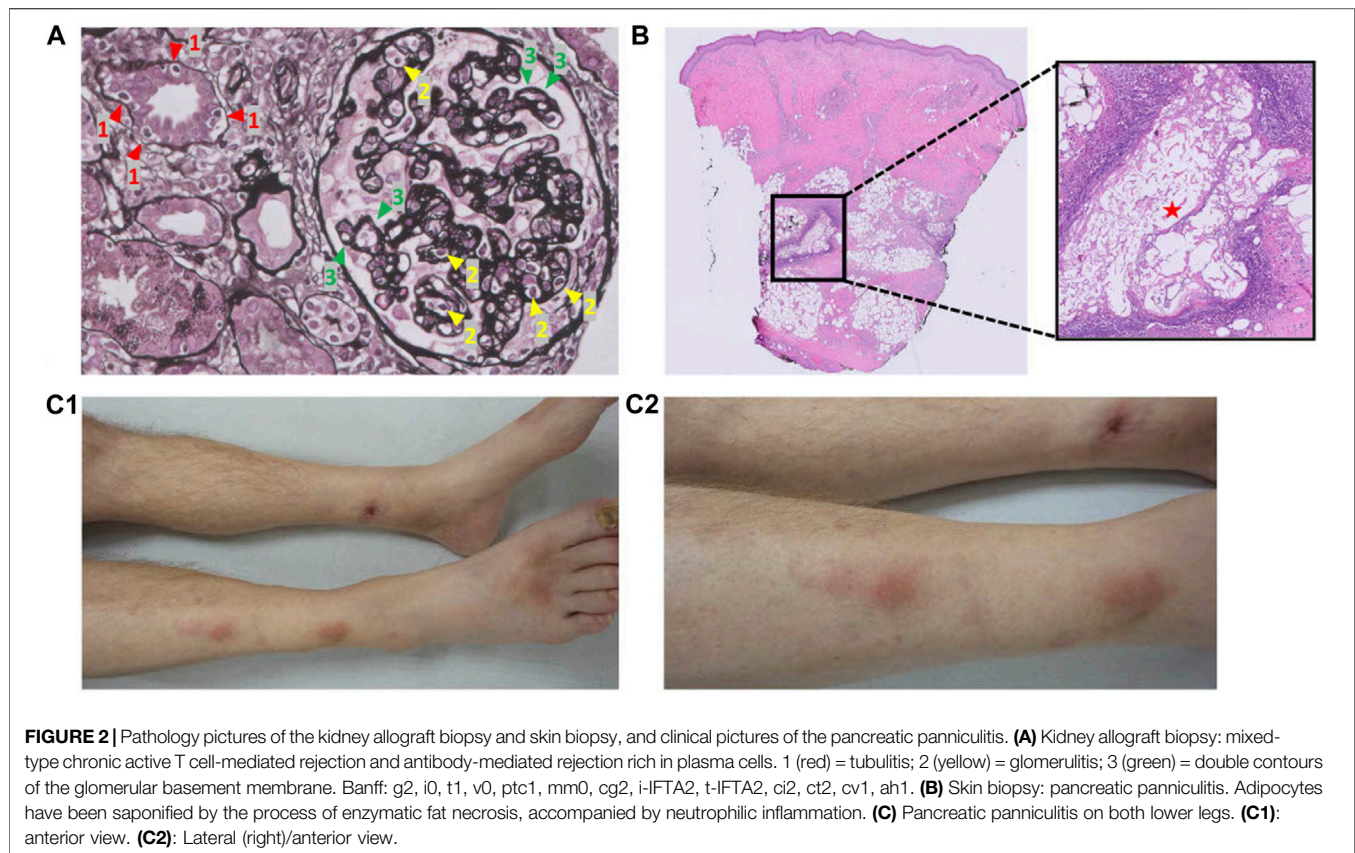 A
B
1
1
1
1
2
2
2
2
2
2
3
3
3
3
C1
C2
FIGURE 2 | Pathology pictures of the kidney allograft biopsy and skin biopsy, and clinical pictures of the pancreatic panniculitis. (A) Kidney allograft biopsy: mixed-
type chronic active T cell-mediated rejection and antibody-mediated rejection rich in plasma cells. 1 (red) = tubulitis; 2 (yellow) = glomerulitis; 3 (green) = double contours
of the glomerular basement membrane. Banff: g2, i0, t1, v0, ptc1, mm0, cg2, i-IFTA2, t-IFTA2, ci2, ct2, cv1, ah1. (B) Skin biopsy: pancreatic panniculitis. Adipocytes
have been saponified by the process of enzymatic fat necrosis, accompanied by neutrophilic inflammation. (C) Pancreatic panniculitis on both lower legs. (C1):
anterior view. (C2): Lateral (right)/anterior view.